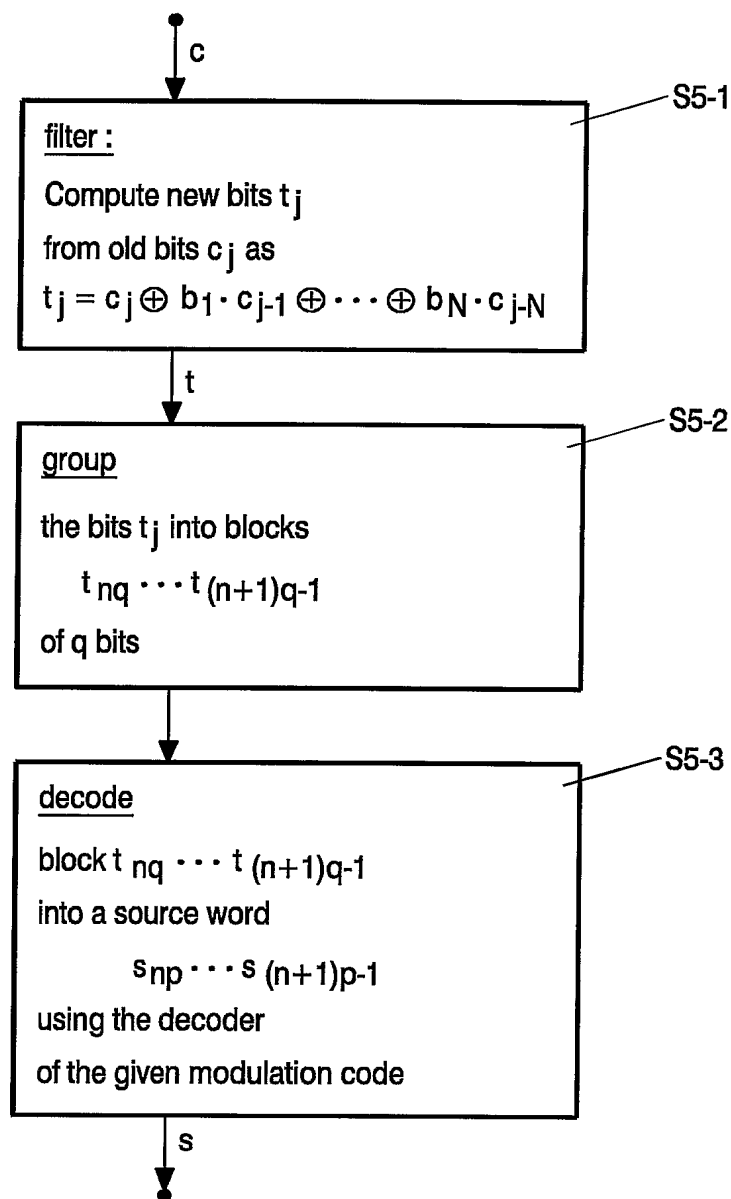 c
S5-1
filter :
Compute new bits t j
from old bits c j as
t j = c j ⊕ b 1 · c j-1 ⊕ · · · ⊕ b N · c j-N
t
S5-2
group
the bits t j into blocks
t nq · · · t (n+1)q-1
of q bits
S5-3
decode
block t nq · · · t (n+1)q-1
into a source word
s np · · · s (n+1)p-1
using the decoder
of the given modulation code
s